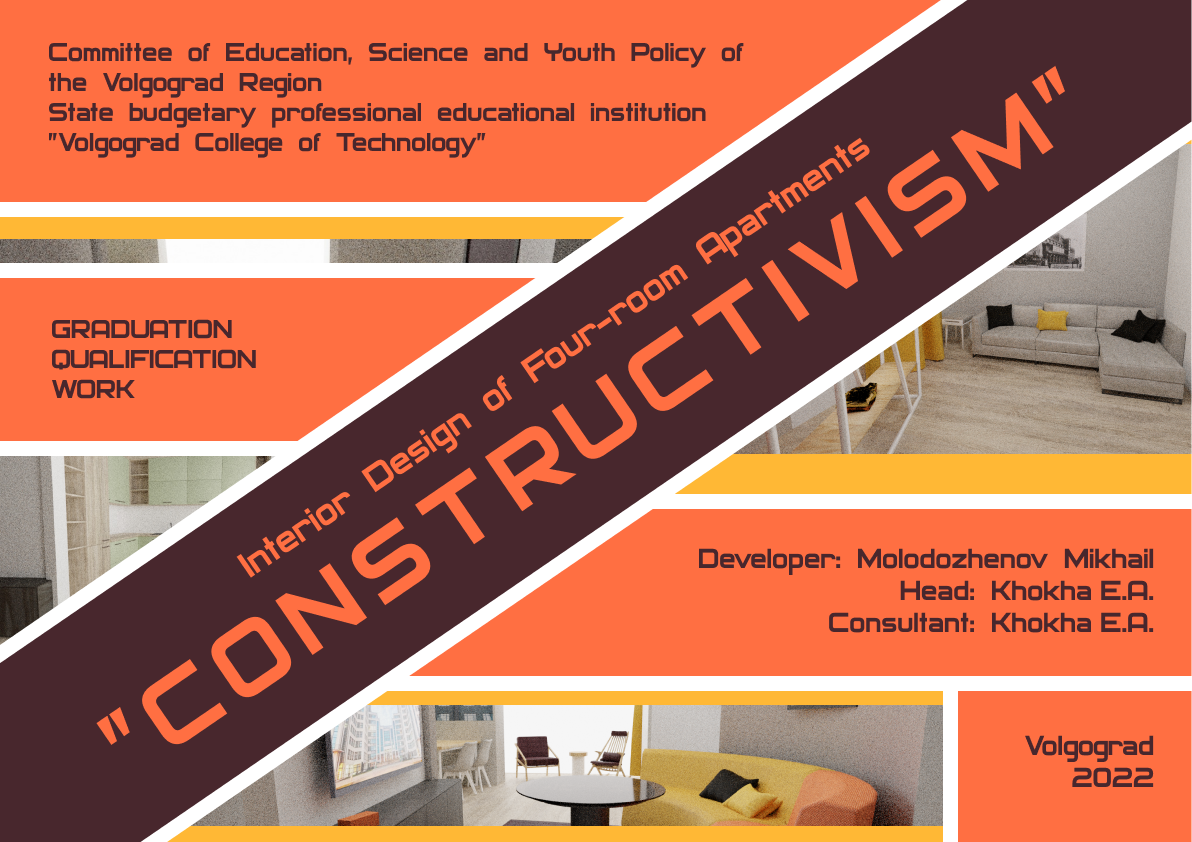 Committee of Education, Science and Youth Policy of
the Volgograd Region
State budgetary professional educational institution
"Volgograd College of Technology"
GRADUATION
QUALIFICATION
WORK
Interior Design of Four-room Apartments
"CONSTRUCTIVISM"
Developer: Molodozhenov Mikhail
Head: Khokha E.A.
Consultant: Khokha E.A.
Volgograd
2022